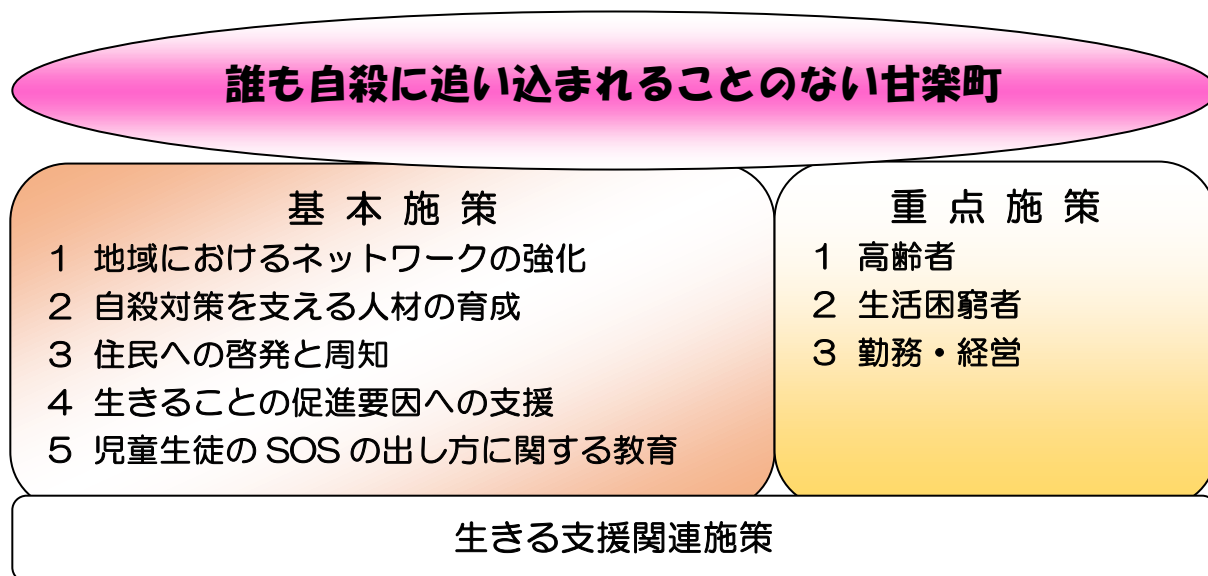 誰も自殺に追い込まれることのない甘楽町
基本施策
1 地域におけるネットワークの強化
2 自殺対策を支える人材の育成
3 住民への啓発と周知
4 生きることの促進要因への支援
5 児童生徒の SOS の出し方に関する教育
重点施策
1 高齢者
2 生活困窮者
3 勤務・経営
生きる支援関連施策